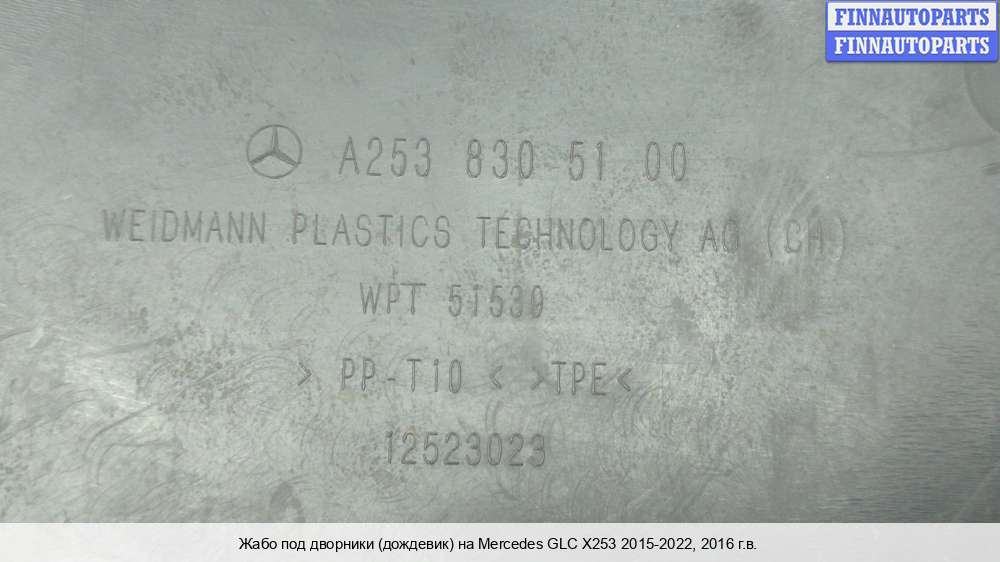 FINNAUTOPARTS
FINNAUTOPARTS
A253 830 51 00
WEIDMANN PLASTICS TECHNOLOGY AG (CH)
WPT 51530
> PP-T10 < >TPE<
12523023
Жабо под дворники (дождевик) на Mercedes GLC X253 2015-2022, 2016 г.в.